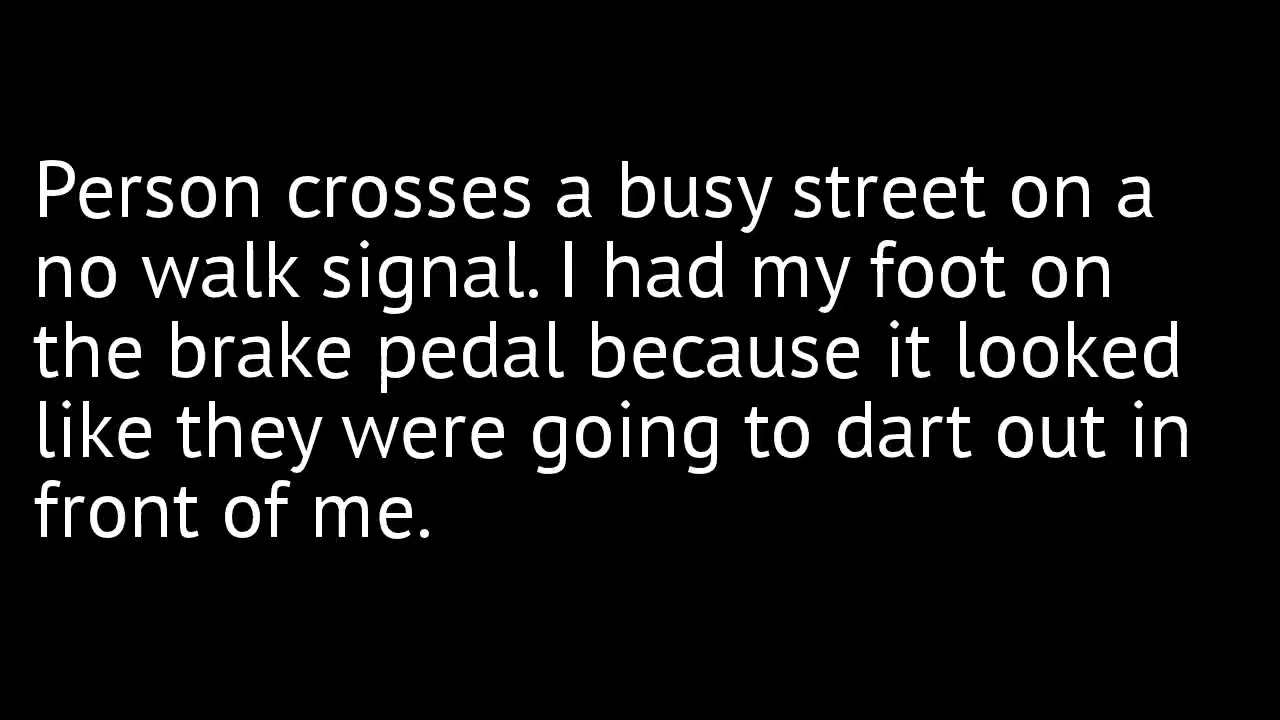 Person crosses a busy street on a
no walk signal. I had my foot on
the brake pedal because it looked
like they were going to dart out in
front of me.